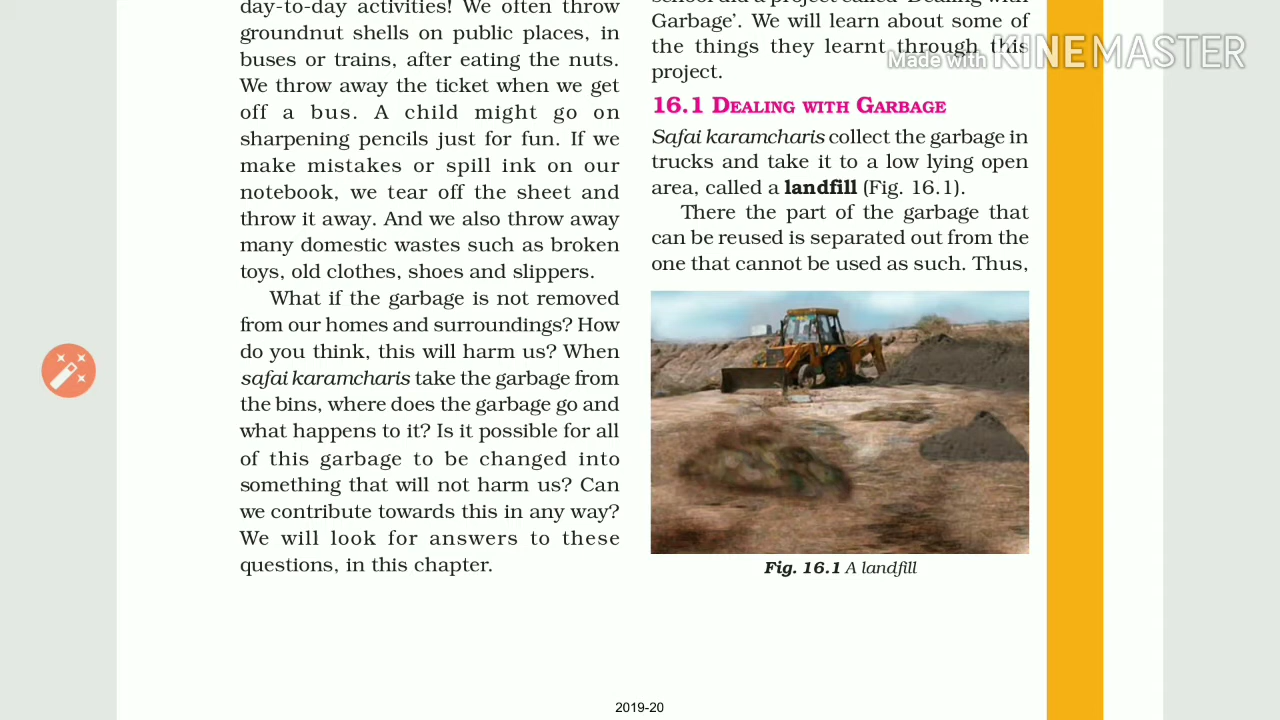 day-to-day activities! We often throw
groundnut shells on public places, in
buses or trains, after eating the nuts.
We throw away the ticket when we get
off a bus. A child might go on
sharpening pencils just for fun. If we
make mistakes or spill ink on our
notebook, we tear off the sheet and
throw it away. And we also throw away
many domestic wastes such as broken
toys, old clothes, shoes and slippers.
What if the garbage is not removed
from our homes and surroundings? How
do you think, this will harm us? When
safai karamcharis take the garbage from
the bins, where does the garbage go and
what happens to it? Is it possible for all
of this garbage to be changed into
something that will not harm us? Can
we contribute towards this in any way?
We will look for answers to these
questions, in this chapter.
school did a project called ‘Dealing with
Garbage’. We will learn about some of
the things they learnt through this
project.
Made with KINEMASTER
16.1 DEALING WITH GARBAGE
Safai karamcharis collect the garbage in
trucks and take it to a low lying open
area, called a landfill (Fig. 16.1).
There the part of the garbage that
can be reused is separated out from the
one that cannot be used as such. Thus,
Fig. 16.1 A landfill
2019-20